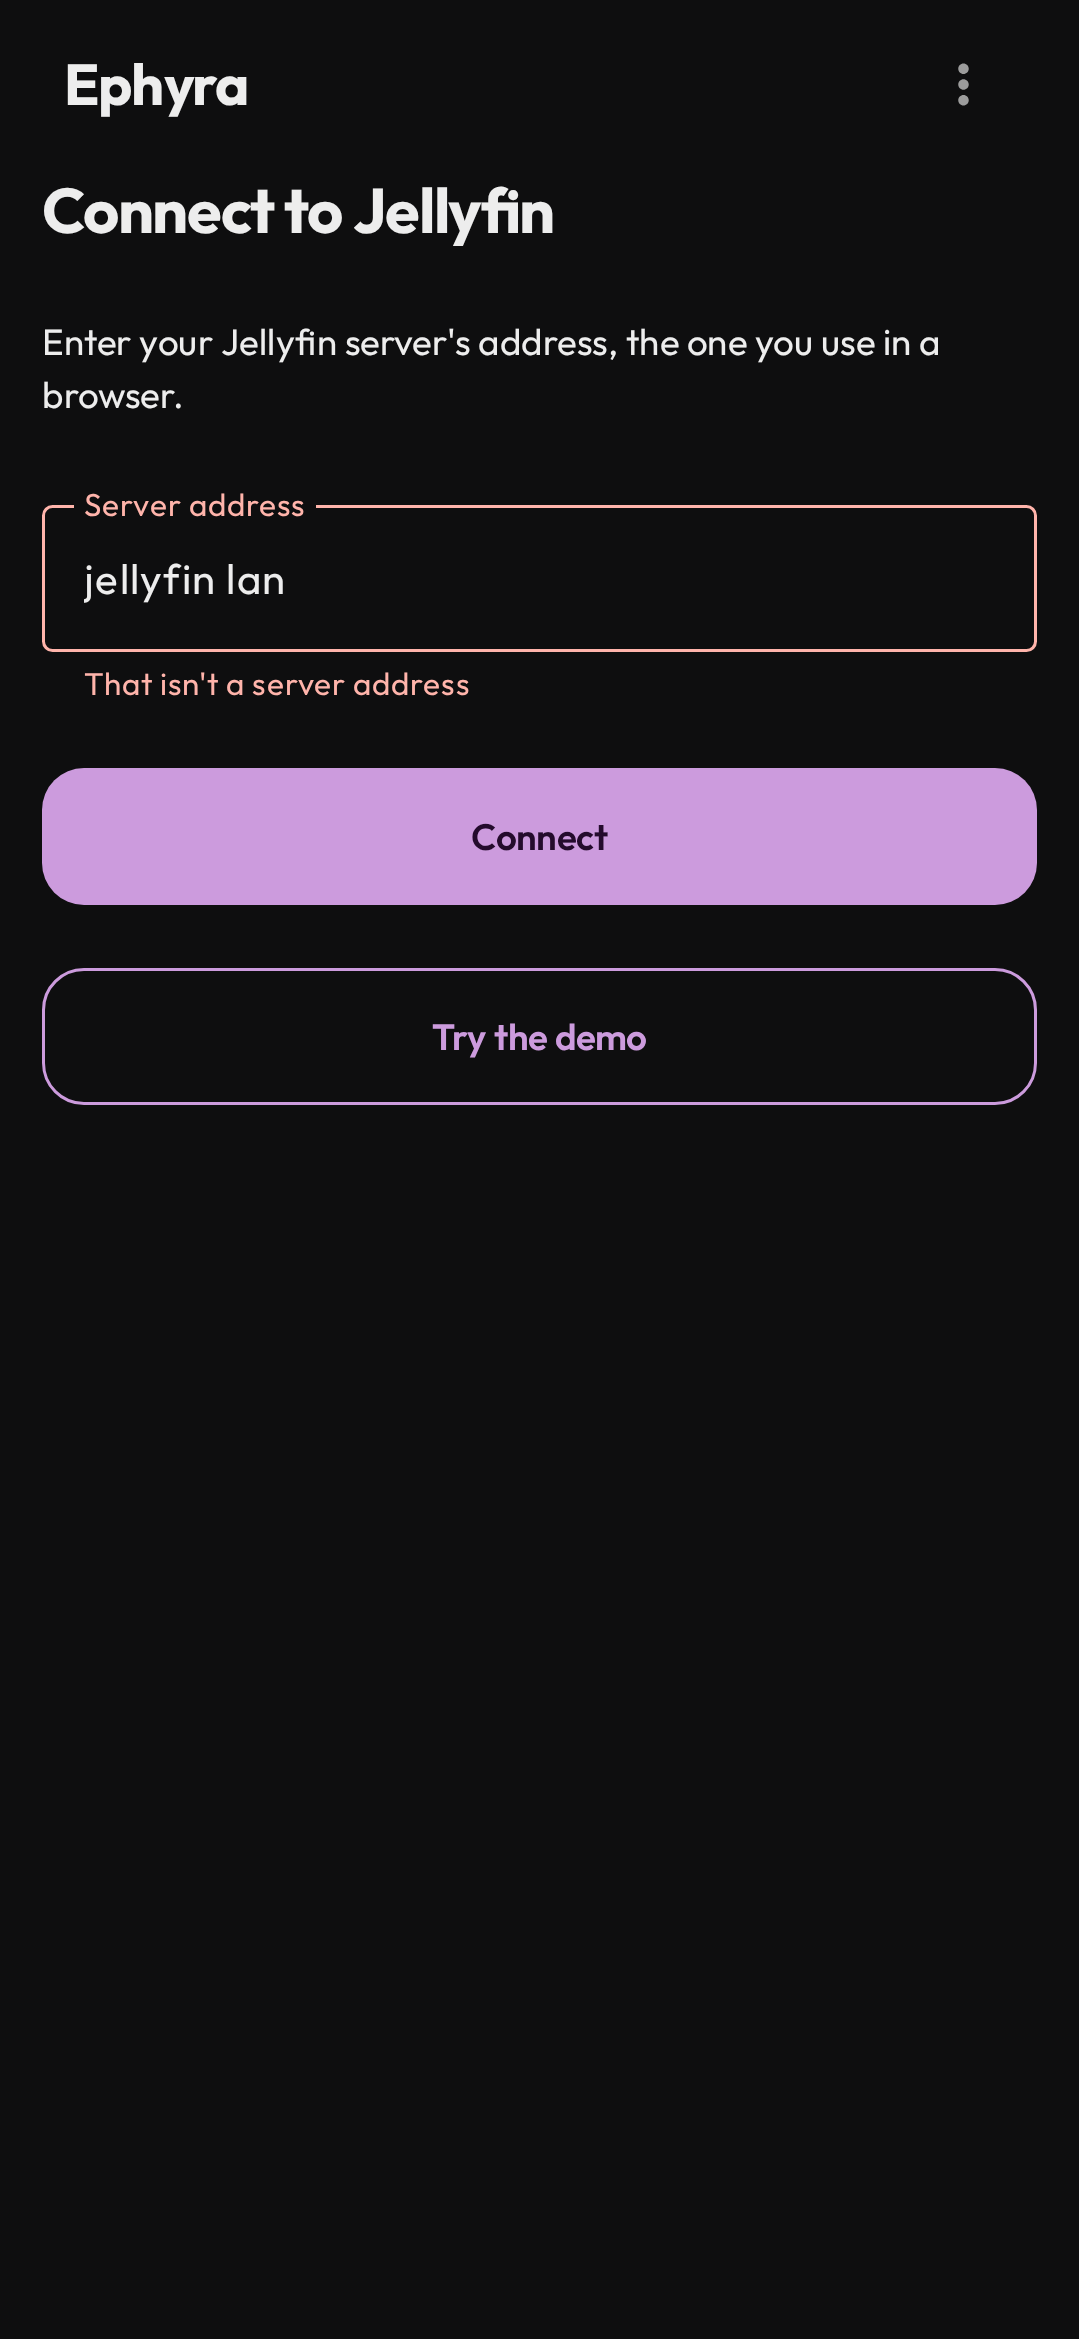 Ephyra
Connect to Jellyfin
Enter your Jellyfin server's address, the one you use in a
browser.
Server address
jellyfin lan
That isn't a server address
Connect
Try the demo